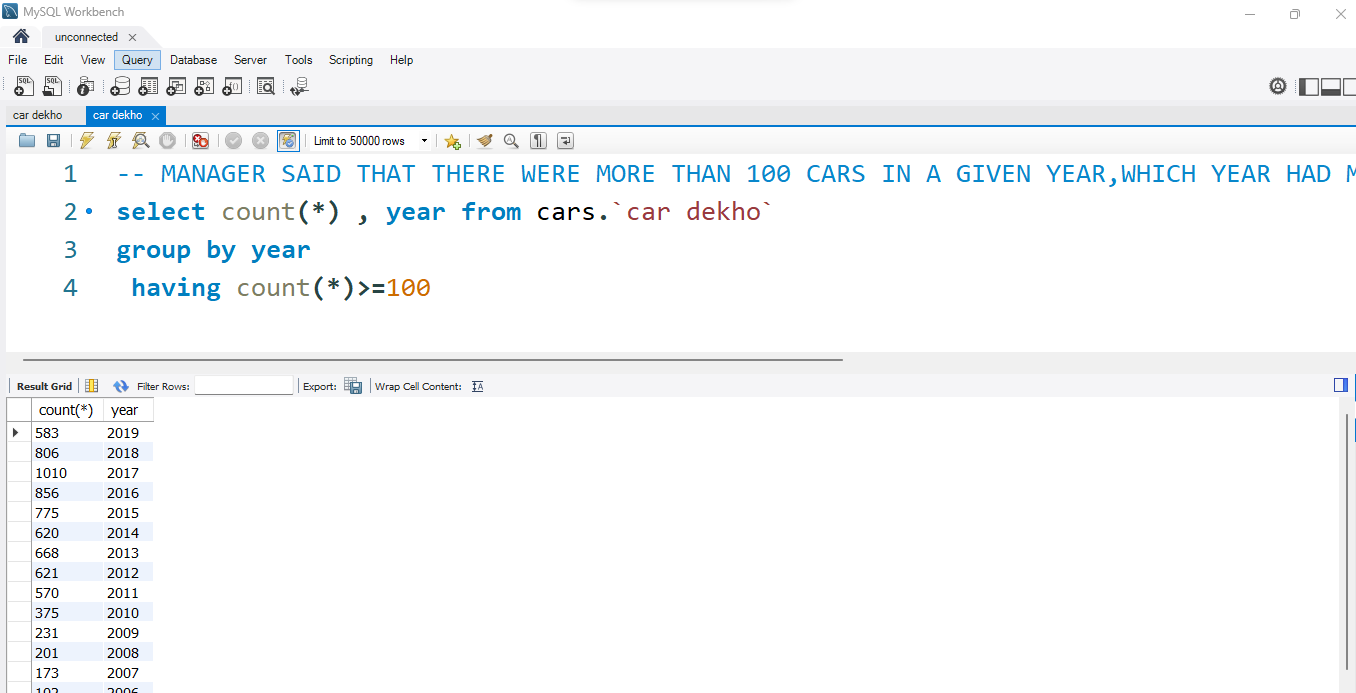 MySQL Workbench
unconnected
File Edit View Query Database Server Tools Scripting Help
car dekho car dekho
Limit to 50000 rows
1 -- MANAGER SAID THAT THERE WERE MORE THAN 100 CARS IN A GIVEN YEAR,WHICH YEAR HAD
2 select count(*) , year from cars.`car dekho`
3 group by year
4 having count(*)>=100
Result Grid Filter Rows: Export: Wrap Cell Content:
count(*) year
583 2019
806 2018
1010 2017
856 2016
775 2015
620 2014
668 2013
621 2012
570 2011
375 2010
231 2009
201 2008
173 2007
102 2006